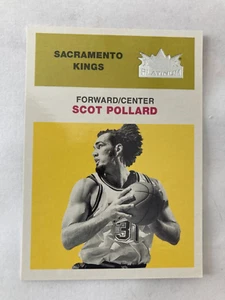 SACRAMENTO
KINGS
FORWARD/CENTER
SCOT POLLARD
3